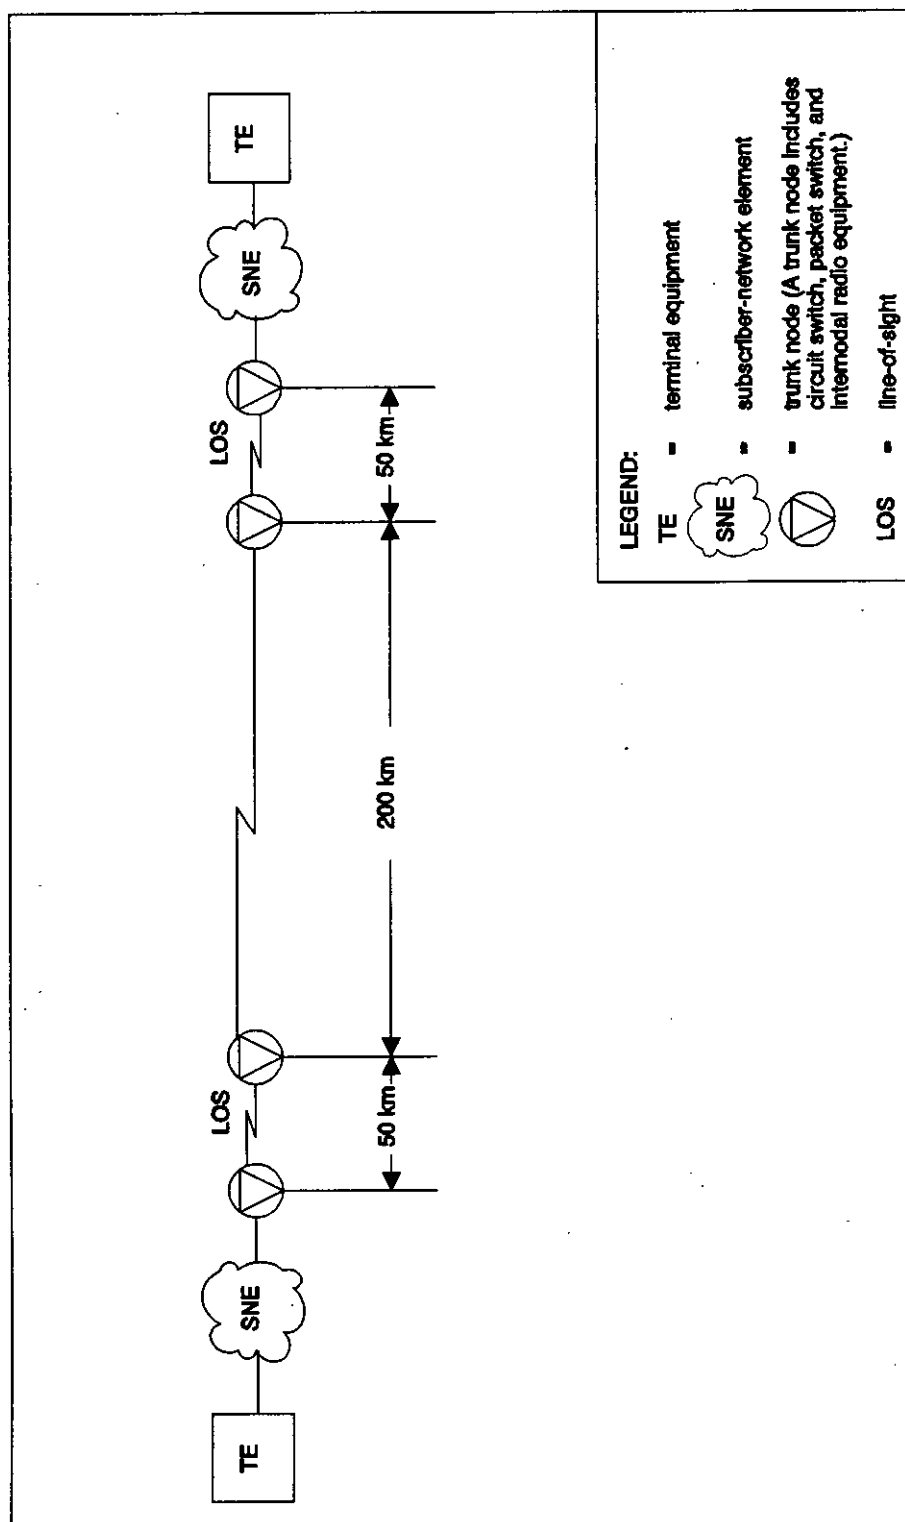 TE
SNE
LOS
50 km
200 km
LOS
50 km
SNE
TE
LEGEND:
TE = terminal equipment
SNE = subscriber-network element
= trunk node (A trunk node includes
circuit switch, packet switch, and
internodal radio equipment.)
LOS = line-of-sight